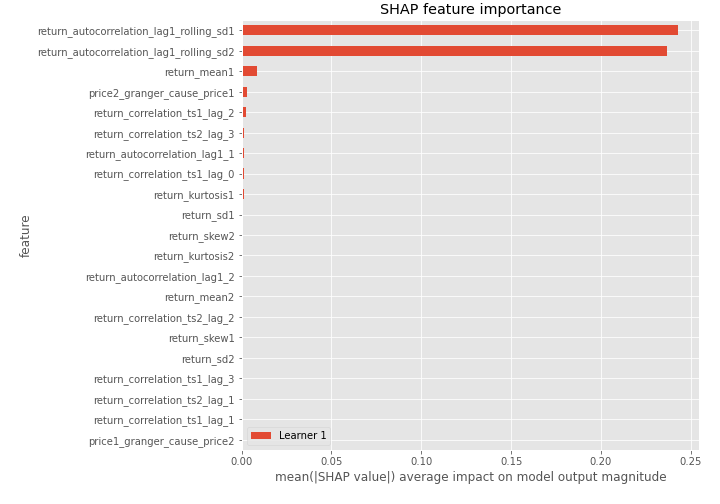 SHAP feature importance
return_autocorrelation_lag1_rolling_sd1
return_autocorrelation_lag1_rolling_sd2
return_mean1
price2_granger_cause_price1
return_correlation_ts1_lag_2
return_correlation_ts2_lag_3
return_autocorrelation_lag1_1
return_correlation_ts1_lag_0
return_kurtosis1
return_sd1
return_skew2
return_kurtosis2
return_autocorrelation_lag1_2
return_mean2
return_correlation_ts2_lag_2
return_skew1
return_sd2
return_correlation_ts1_lag_3
return_correlation_ts2_lag_1
return_correlation_ts1_lag_1
price1_granger_cause_price2
feature
Learner 1
0.00 0.05 0.10 0.15 0.20 0.25
mean(|SHAP value|) average impact on model output magnitude